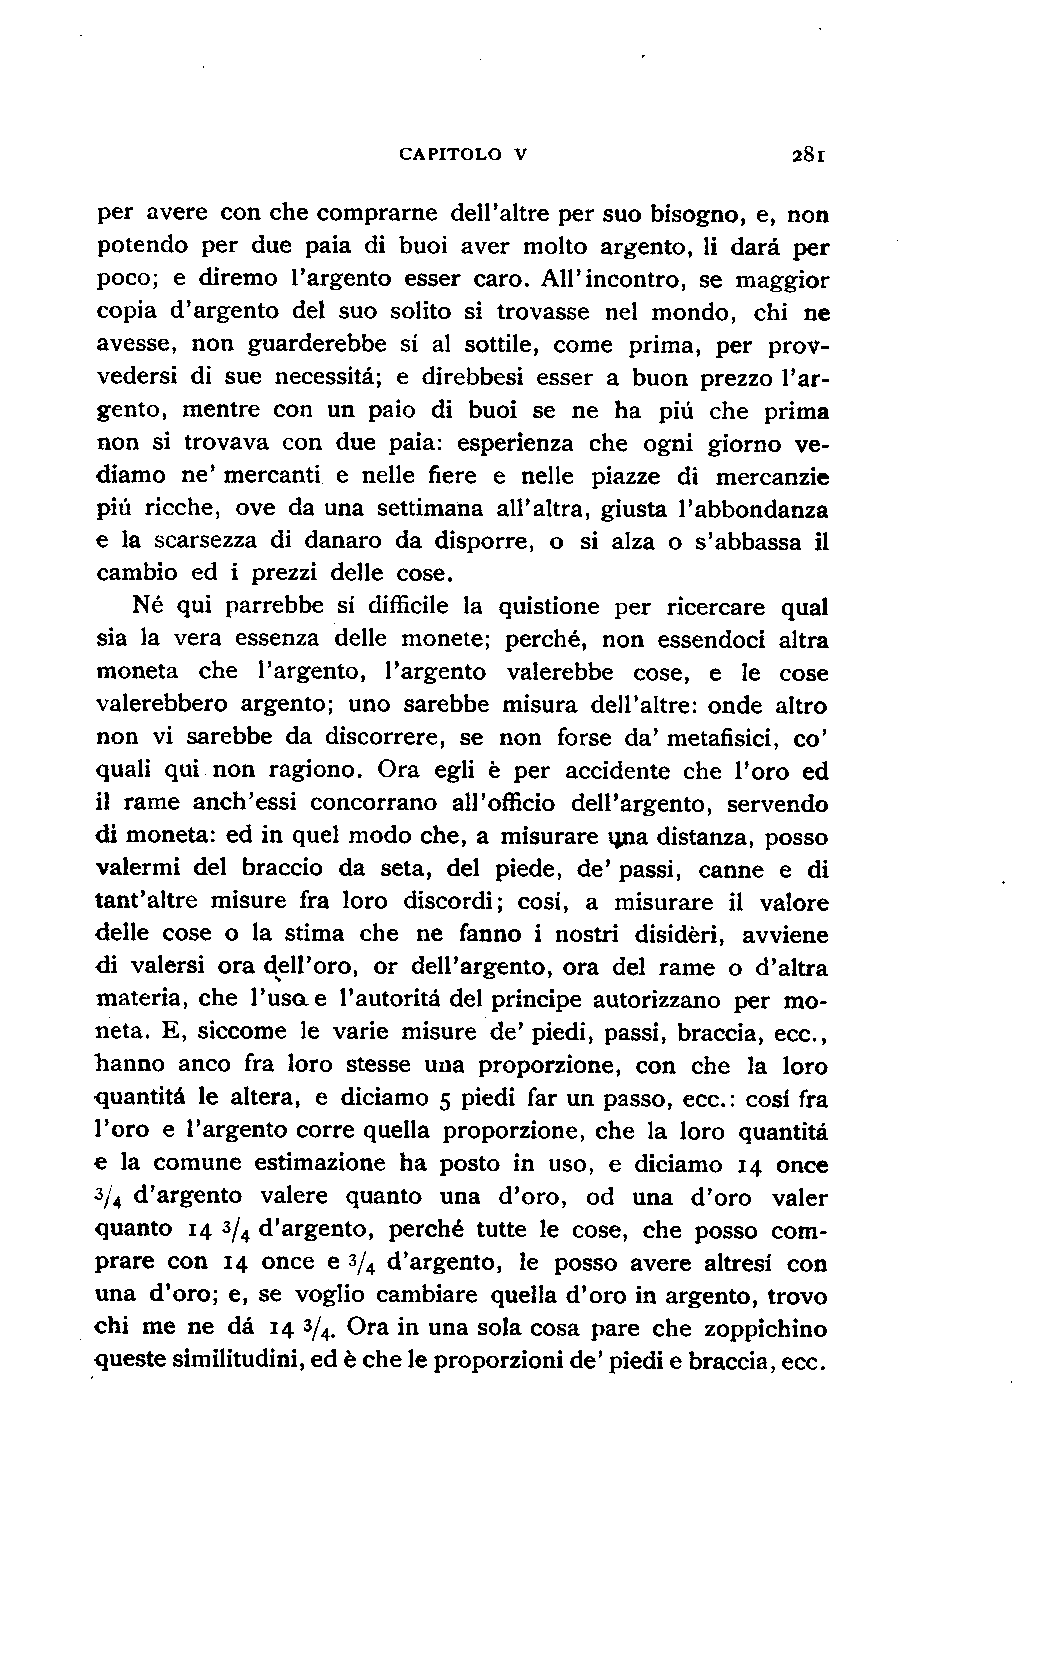 CAPITOLO V 281
per avere con che comprarne dell'altre per suo bisogno, e, non
potendo per due paia di buoi aver molto argento, li dará per
poco; e diremo l'argento esser caro. All'incontro, se maggior
copia d'argento del suo solito si trovasse nel mondo, chi ne
avesse, non guarderebbe sí al sottile, come prima, per prov-
vedersi di sue necessitá; e direbbesi esser a buon prezzo l'ar-
gento, mentre con un paio di buoi se ne ha piú che prima
non si trovava con due paia: esperienza che ogni giorno ve-
diamo ne' mercanti e nelle fiere e nelle piazze di mercanzie
piú ricche, ove da una settimana all'altra, giusta l'abbondanza
e la scarsezza di danaro da disporre, o si alza o s'abbassa il
cambio ed i prezzi delle cose.
Né qui parrebbe sí difficile la quistione per ricercare qual
sia la vera essenza delle monete; perché, non essendoci altra
moneta che l'argento, l'argento valerebbe cose, e le cose
valerebbero argento; uno sarebbe misura dell'altre: onde altro
non vi sarebbe da discorrere, se non forse da' metafisici, co'
quali qui non ragiono. Ora egli è per accidente che l'oro ed
il rame anch'essi concorrano all'officio dell'argento, servendo
di moneta: ed in quel modo che, a misurare una distanza, posso
valermi del braccio da seta, del piede, de' passi, canne e di
tant'altre misure fra loro discordi; cosí, a misurare il valore
delle cose o la stima che ne fanno i nostri disidèri, avviene
di valersi ora dell'oro, or dell'argento, ora del rame o d'altra
materia, che l'uso e l'autoritá del principe autorizzano per mo-
neta. E, siccome le varie misure de' piedi, passi, braccia, ecc.,
hanno anco fra loro stesse una proporzione, con che la loro
quantitá le altera, e diciamo 5 piedi far un passo, ecc.: cosí fra
l'oro e l'argento corre quella proporzione, che la loro quantitá
e la comune estimazione ha posto in uso, e diciamo 14 once
3/4 d'argento valere quanto una d'oro, od una d'oro valer
quanto 14 3/4 d'argento, perché tutte le cose, che posso com-
prare con 14 once e 3/4 d'argento, le posso avere altresí con
una d'oro; e, se voglio cambiare quella d'oro in argento, trovo
chi me ne dá 14 3/4. Ora in una sola cosa pare che zoppichino
queste similitudini, ed è che le proporzioni de' piedi e braccia, ecc.